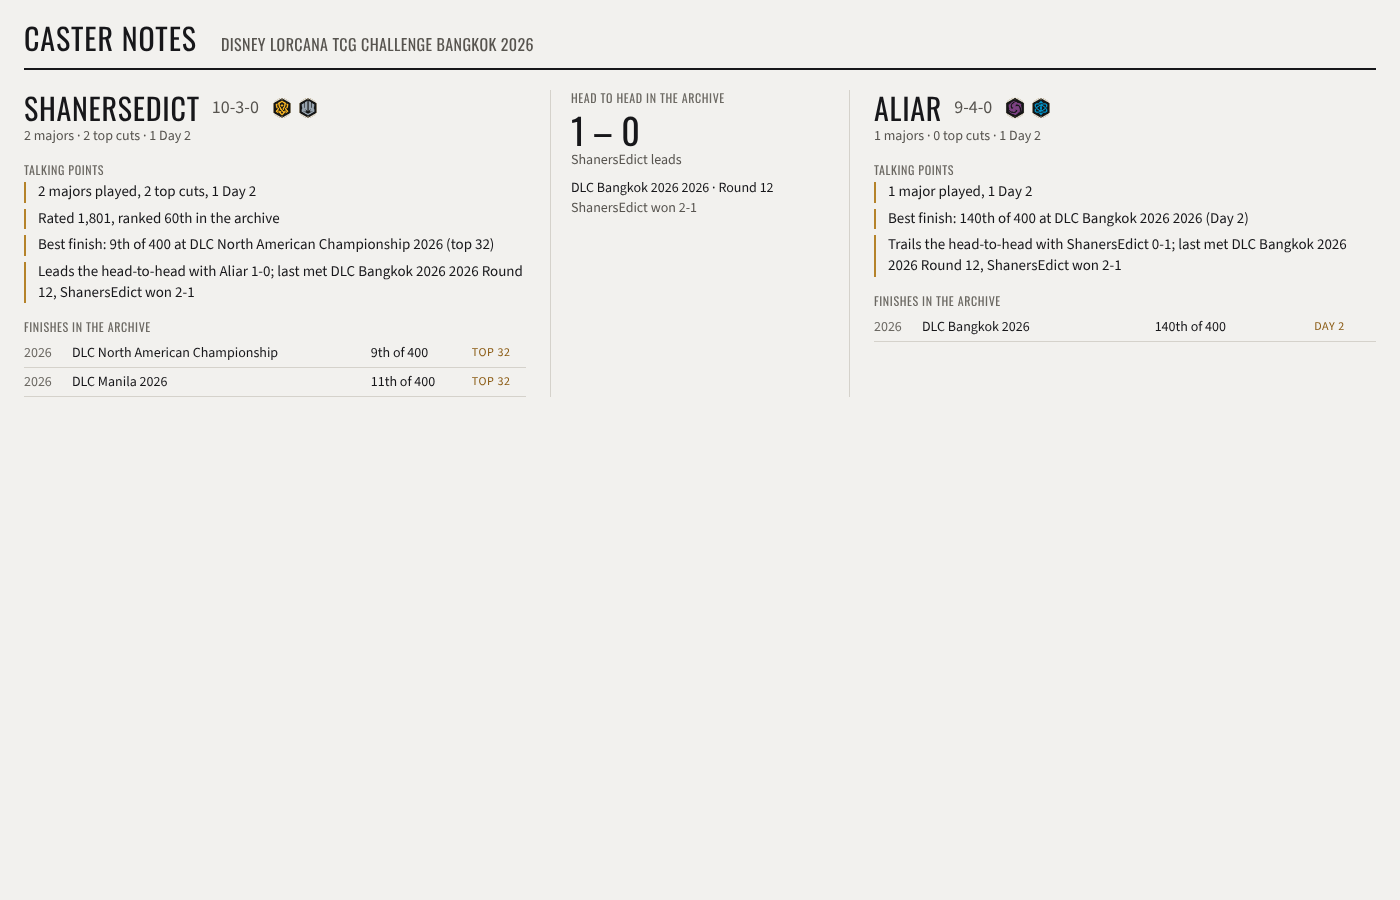 CASTER NOTES
DISNEY LORCANA TCG CHALLENGE BANGKOK 2026
SHANERSEDICT 10-3-0
2 majors · 2 top cuts · 1 Day 2
TALKING POINTS
2 majors played, 2 top cuts, 1 Day 2
Rated 1,801, ranked 60th in the archive
Best finish: 9th of 400 at DLC North American Championship 2026 (top 32)
Leads the head-to-head with Aliar 1-0; last met DLC Bangkok 2026 2026 Round
12, ShanersEdict won 2-1
FINISHES IN THE ARCHIVE
2026 DLC North American Championship 9th of 400 TOP 32
2026 DLC Manila 2026 11th of 400 TOP 32
HEAD TO HEAD IN THE ARCHIVE
1 – 0
ShanersEdict leads
DLC Bangkok 2026 2026 · Round 12
ShanersEdict won 2-1
ALIAR 9-4-0
1 majors · 0 top cuts · 1 Day 2
TALKING POINTS
1 major played, 1 Day 2
Best finish: 140th of 400 at DLC Bangkok 2026 2026 (Day 2)
Trails the head-to-head with ShanersEdict 0-1; last met DLC Bangkok 2026
2026 Round 12, ShanersEdict won 2-1
FINISHES IN THE ARCHIVE
2026 DLC Bangkok 2026 140th of 400 DAY 2